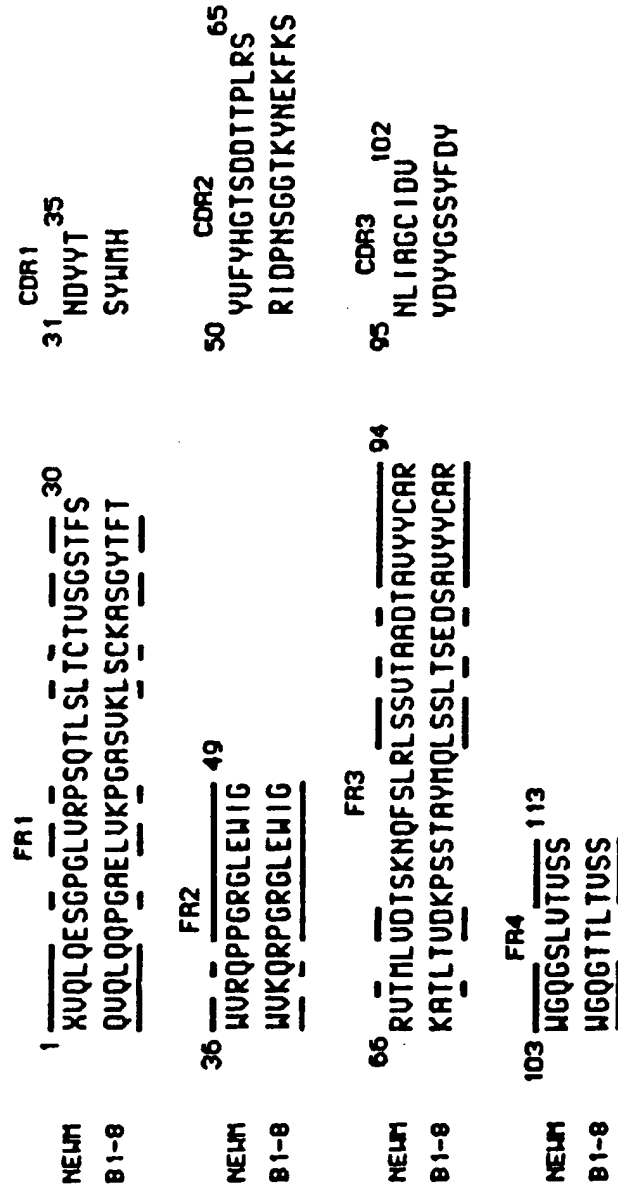 FR1 CDR1
1 30 31 35
NEWM XVQLQESGPGLVRPSQTLSLTCTVSGSTFS NDYYT
B1-8 QVQLQQPGAELVKPGASVKLSCKASGYTFT SYWMH
FR2 CDR2
36 49 50 65
NEWM WVRQPPGRGLEWIG YVFYHGTSDDTTPLRS
B1-8 WVKQRPGRGLEWIG RIDPNSGGTKYNEKFKS
FR3 CDR3
66 94 95 102
NEWM RVTMLVDTSKNQFSLRLSSVTAADTAVYYCAR NLIAGCIDV
B1-8 KATLTVDKPSSTAYMQLSSLTSEDSAVYYCAR YDYYGSSYFDY
FR4
103 113
NEWM WGQGSLVTVSS
B1-8 WGQGTTLTVSS